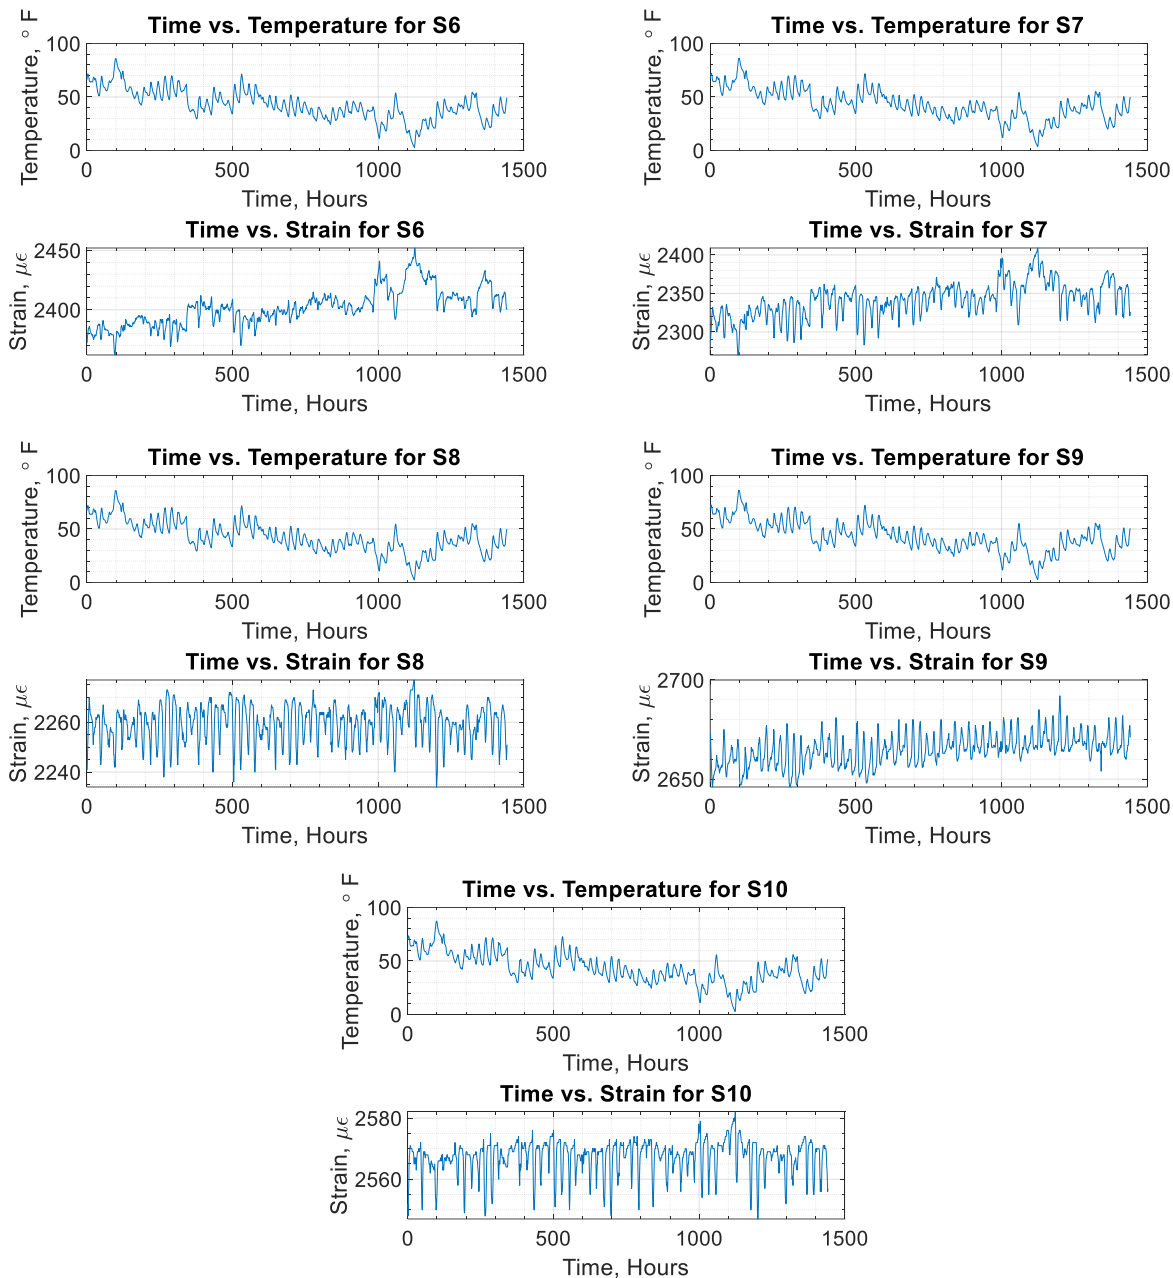 Time vs. Temperature for S6
Temperature, ° F
100
50
0
0 500 1000 1500
Time, Hours
Time vs. Strain for S6
Strain, με
2450
2400
0 500 1000 1500
Time, Hours
Time vs. Temperature for S7
Temperature, ° F
100
50
0
0 500 1000 1500
Time, Hours
Time vs. Strain for S7
Strain, με
2400
2350
2300
0 500 1000 1500
Time, Hours
Time vs. Temperature for S8
Temperature, ° F
100
50
0
0 500 1000 1500
Time, Hours
Time vs. Strain for S8
Strain, με
2260
2240
0 500 1000 1500
Time, Hours
Time vs. Temperature for S9
Temperature, ° F
100
50
0
0 500 1000 1500
Time, Hours
Time vs. Strain for S9
Strain, με
2700
2650
0 500 1000 1500
Time, Hours
Time vs. Temperature for S10
Temperature, ° F
100
50
0
0 500 1000 1500
Time, Hours
Time vs. Strain for S10
Strain, με
2580
2560
0 500 1000 1500
Time, Hours